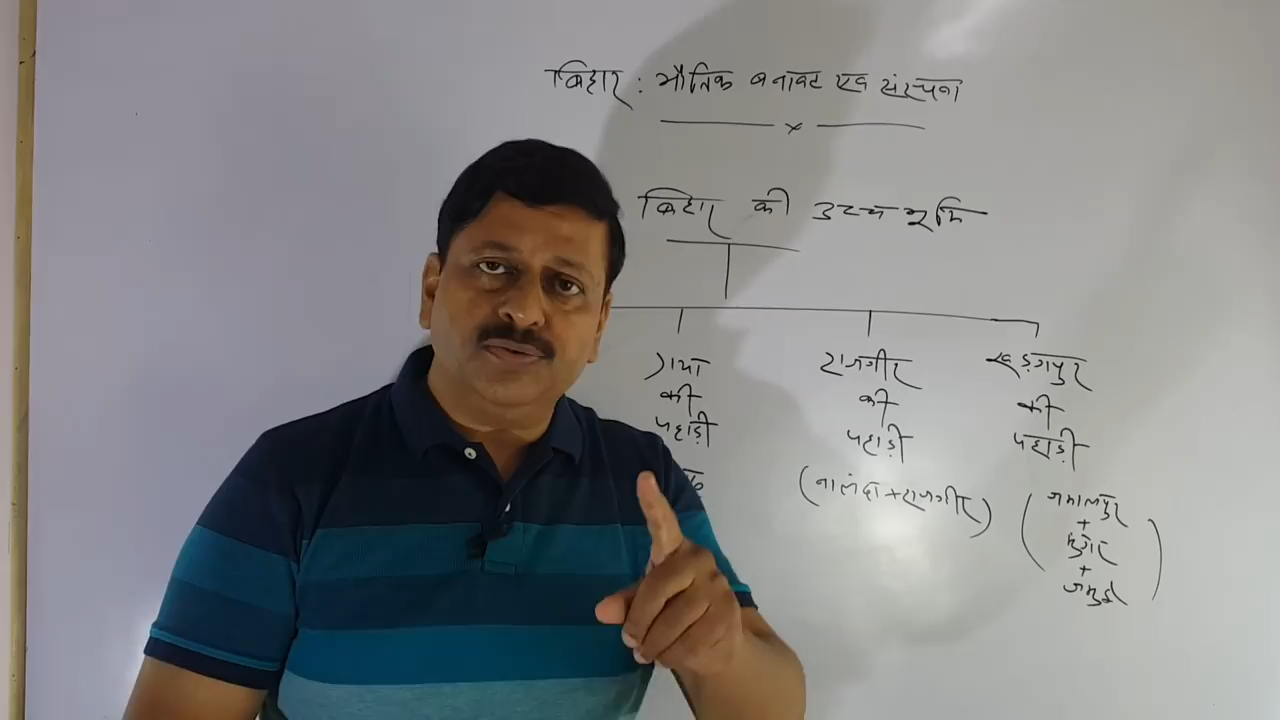 बिहार : भौतिक बनावट एवं संरचना
बिहार की उच्च भूमि
गया
की
पहाड़ी
राजगीर
की
पहाड़ी
(नालंदा + राजगीर)
खड़गपुर
की
पहाड़ी
(जमालपुर
+
मुंगेर
+
जमुई)